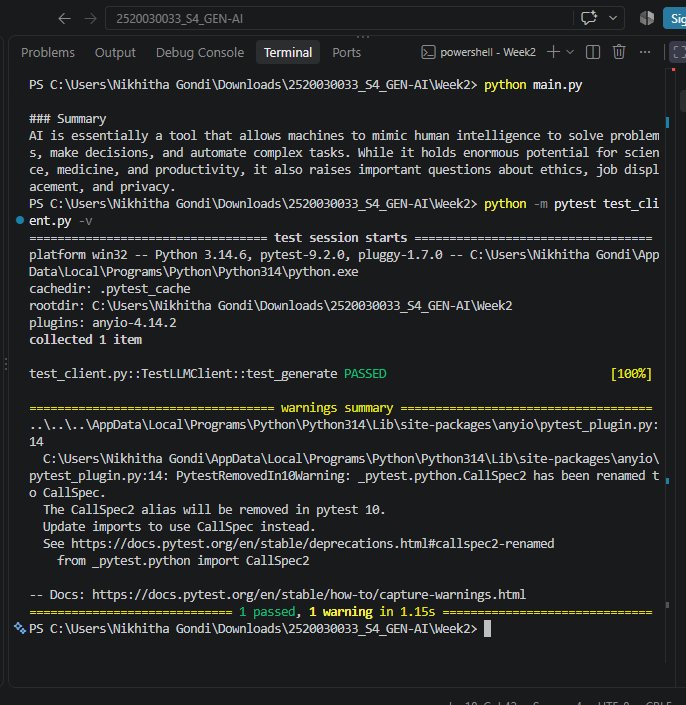 2520030033_S4_GEN-AI
Sig
Problems Output Debug Console Terminal Ports powershell - Week2
PS C:\Users\Nikhitha Gondi\Downloads\2520030033_S4_GEN-AI\Week2> python main.py
### Summary
AI is essentially a tool that allows machines to mimic human intelligence to solve problem
s, make decisions, and automate complex tasks. While it holds enormous potential for scien
ce, medicine, and productivity, it also raises important questions about ethics, job displ
acement, and privacy.
PS C:\Users\Nikhitha Gondi\Downloads\2520030033_S4_GEN-AI\Week2> python -m pytest test_cli
ent.py -v
================================= test session starts ==================================
platform win32 -- Python 3.14.6, pytest-9.2.0, pluggy-1.7.0 -- C:\Users\Nikhitha Gondi\App
Data\Local\Programs\Python\Python314\python.exe
cachedir: .pytest_cache
rootdir: C:\Users\Nikhitha Gondi\Downloads\2520030033_S4_GEN-AI\Week2
plugins: anyio-4.14.2
collected 1 item
test_client.py::TestLLMClient::test_generate PASSED [100%]
=================================== warnings summary ====================================
..\..\..\AppData\Local\Programs\Python\Python314\Lib\site-packages\anyio\pytest_plugin.py:
14
C:\Users\Nikhitha Gondi\AppData\Local\Programs\Python\Python314\Lib\site-packages\anyio\
pytest_plugin.py:14: PytestRemovedIn10Warning: _pytest.python.CallSpec2 has been renamed t
o CallSpec.
The CallSpec2 alias will be removed in pytest 10.
Update imports to use CallSpec instead.
See https://docs.pytest.org/en/stable/deprecations.html#callspec2-renamed
from _pytest.python import CallSpec2
-- Docs: https://docs.pytest.org/en/stable/how-to/capture-warnings.html
============================= 1 passed, 1 warning in 1.15s ==============================
PS C:\Users\Nikhitha Gondi\Downloads\2520030033_S4_GEN-AI\Week2>